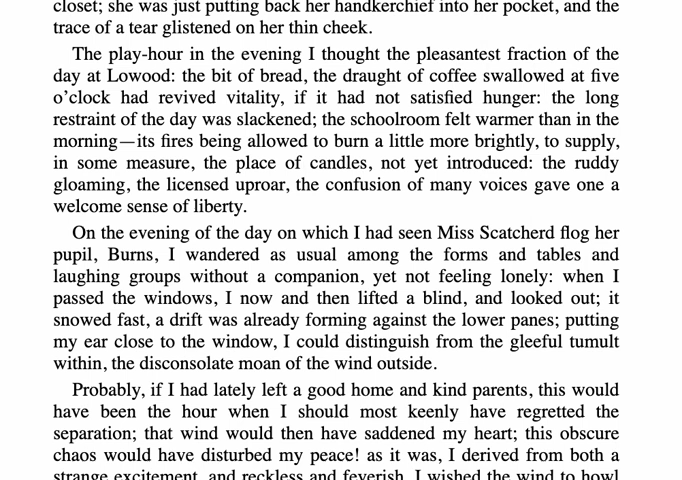 closet; she was just putting back her handkerchief into her pocket, and the
trace of a tear glistened on her thin cheek.
The play-hour in the evening I thought the pleasantest fraction of the
day at Lowood: the bit of bread, the draught of coffee swallowed at five
o’clock had revived vitality, if it had not satisfied hunger: the long
restraint of the day was slackened; the schoolroom felt warmer than in the
morning—its fires being allowed to burn a little more brightly, to supply,
in some measure, the place of candles, not yet introduced: the ruddy
gloaming, the licensed uproar, the confusion of many voices gave one a
welcome sense of liberty.
On the evening of the day on which I had seen Miss Scatcherd flog her
pupil, Burns, I wandered as usual among the forms and tables and
laughing groups without a companion, yet not feeling lonely: when I
passed the windows, I now and then lifted a blind, and looked out; it
snowed fast, a drift was already forming against the lower panes; putting
my ear close to the window, I could distinguish from the gleeful tumult
within, the disconsolate moan of the wind outside.
Probably, if I had lately left a good home and kind parents, this would
have been the hour when I should most keenly have regretted the
separation; that wind would then have saddened my heart; this obscure
chaos would have disturbed my peace! as it was, I derived from both a
strange excitement, and reckless and feverish, I wished the wind to howl